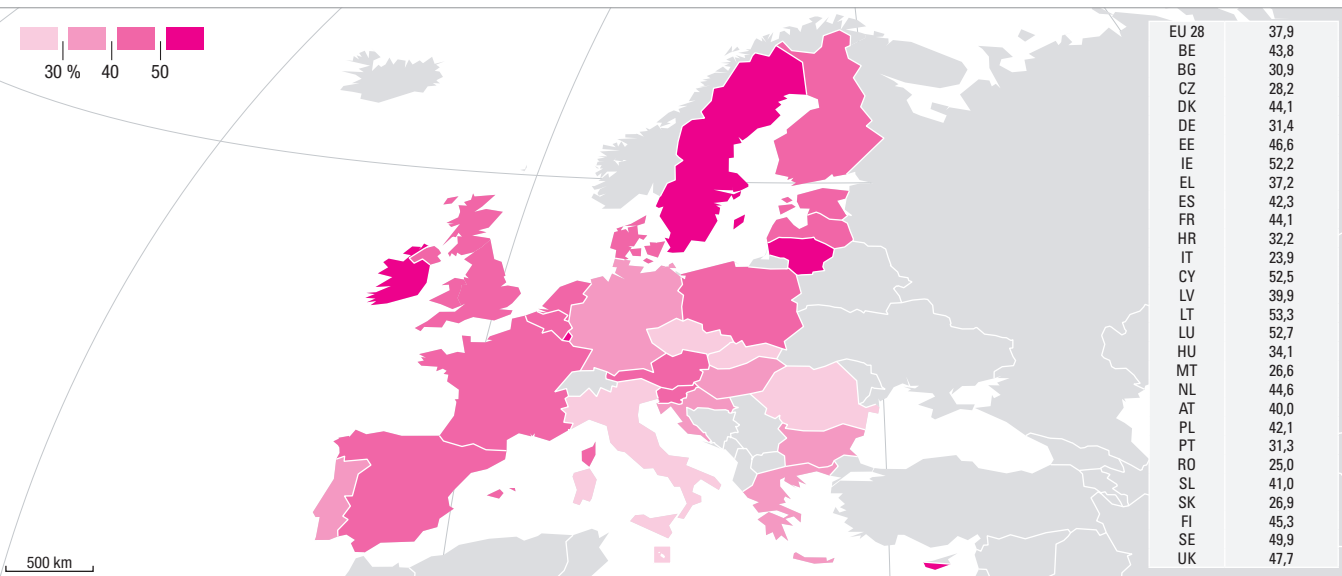 30 % 40 50
EU 28 37,9
BE 43,8
BG 30,9
CZ 28,2
DK 44,1
DE 31,4
EE 46,6
IE 52,2
EL 37,2
ES 42,3
FR 44,1
HR 32,2
IT 23,9
CY 52,5
LV 39,9
LT 53,3
LU 52,7
HU 34,1
MT 26,6
NL 44,6
AT 40,0
PL 42,1
PT 31,3
RO 25,0
SL 41,0
SK 26,9
FI 45,3
SE 49,9
UK 47,7
500 km